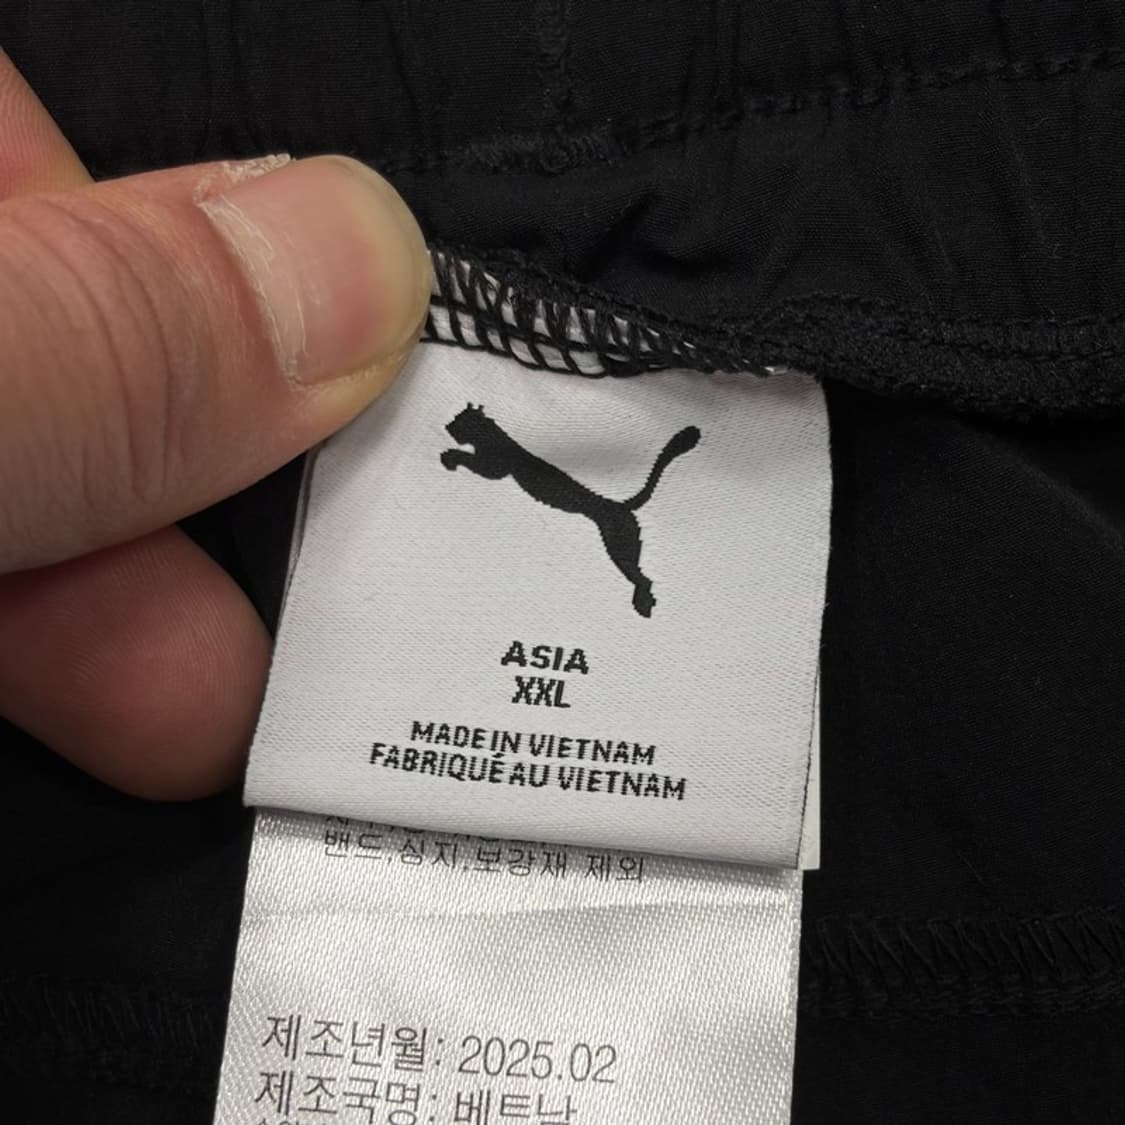 ASIA
XXL
MADE IN VIETNAM
FABRIQUÉ AU VIETNAM
밴드,심지,보강재 제외
제조년월: 2025.02
제조국명: 베트남